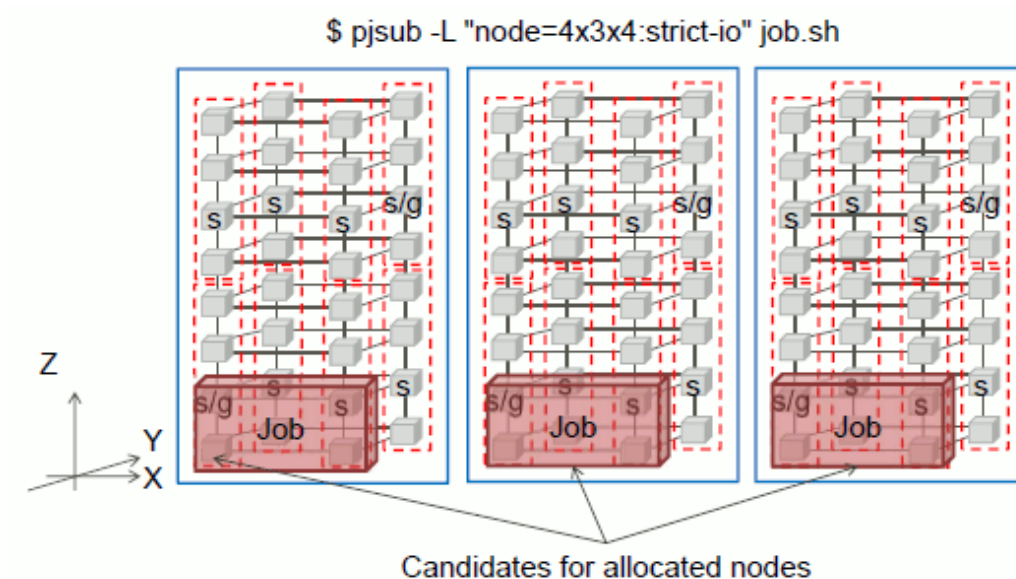 $ pjsub -L "node=4x3x4:strict-io" job.sh
s s s s/g
s s s s/g
s s s s/g
Z
s/g s s s
s/g s s s
s/g s s s
Job Job Job
Y
X
Candidates for allocated nodes